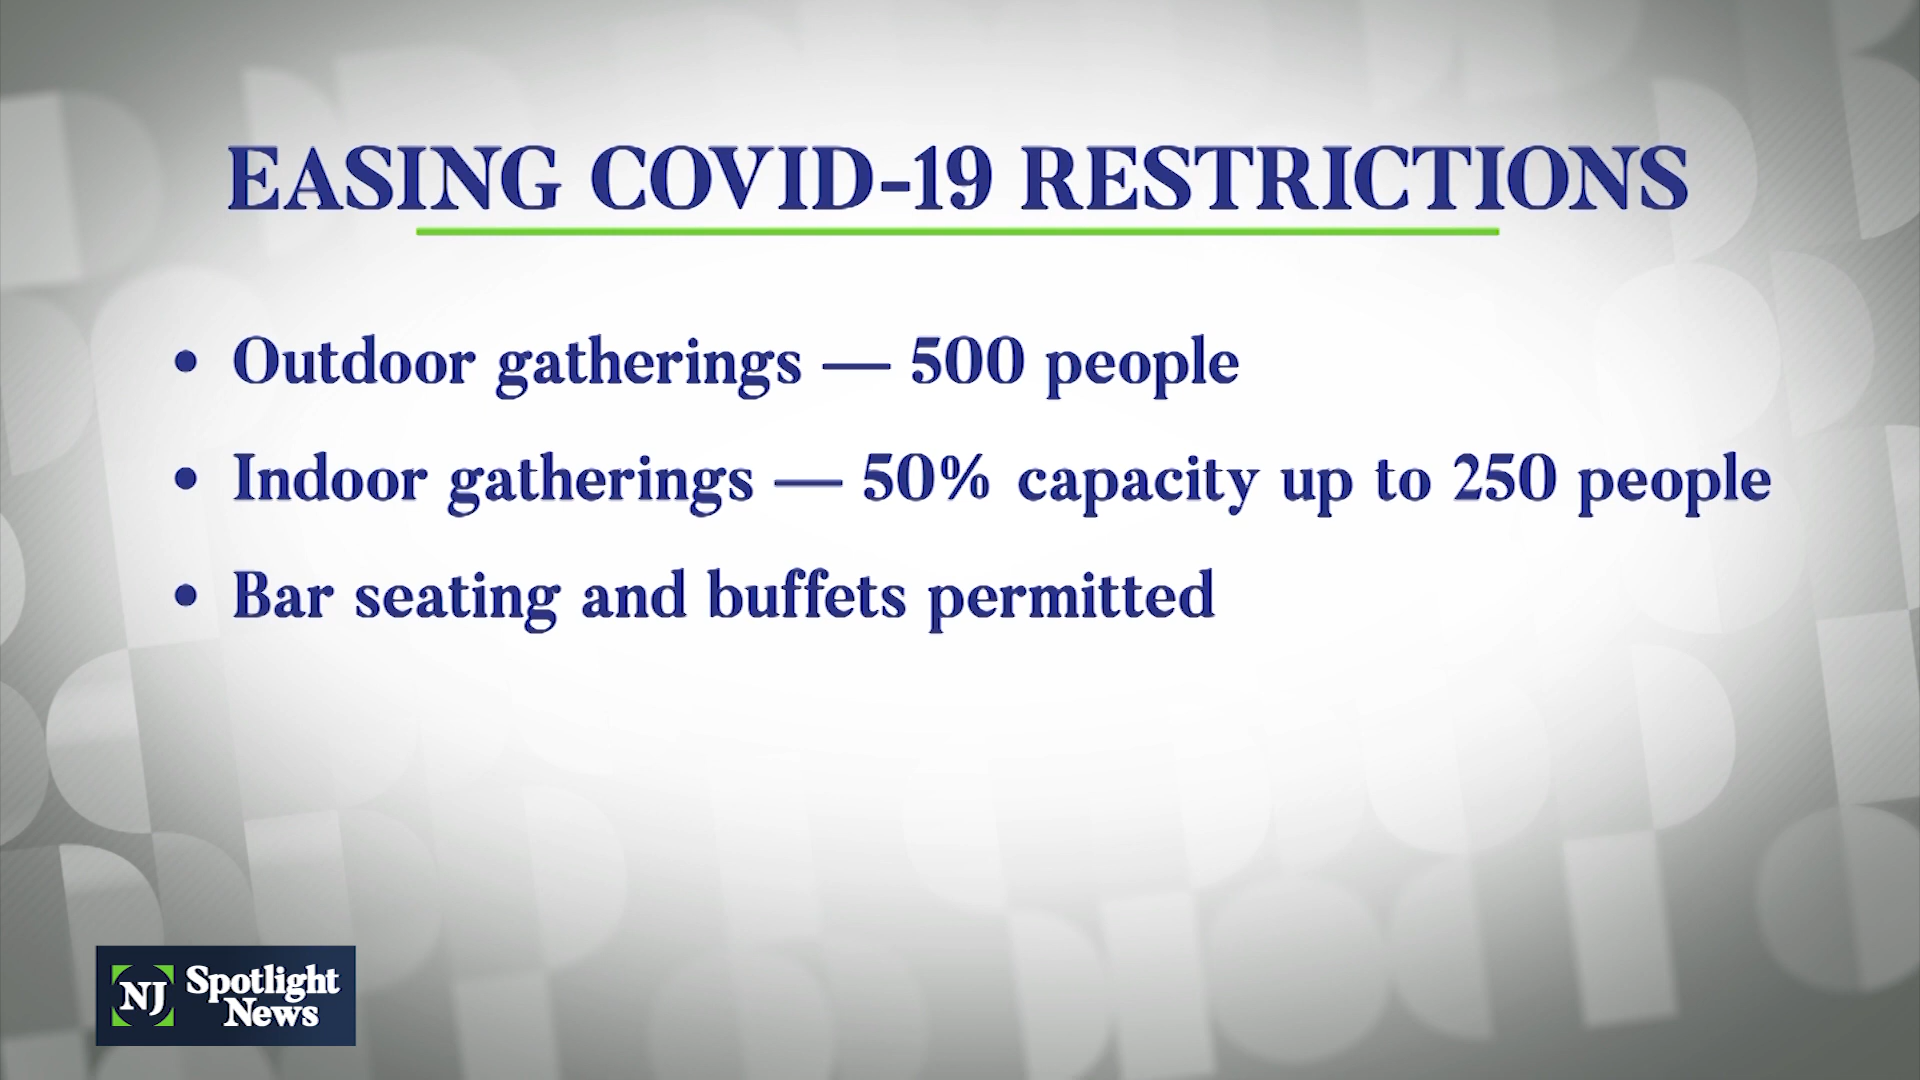 EASING COVID-19 RESTRICTIONS
• Outdoor gatherings — 500 people
• Indoor gatherings — 50% capacity up to 250 people
• Bar seating and buffets permitted
NJ Spotlight
News